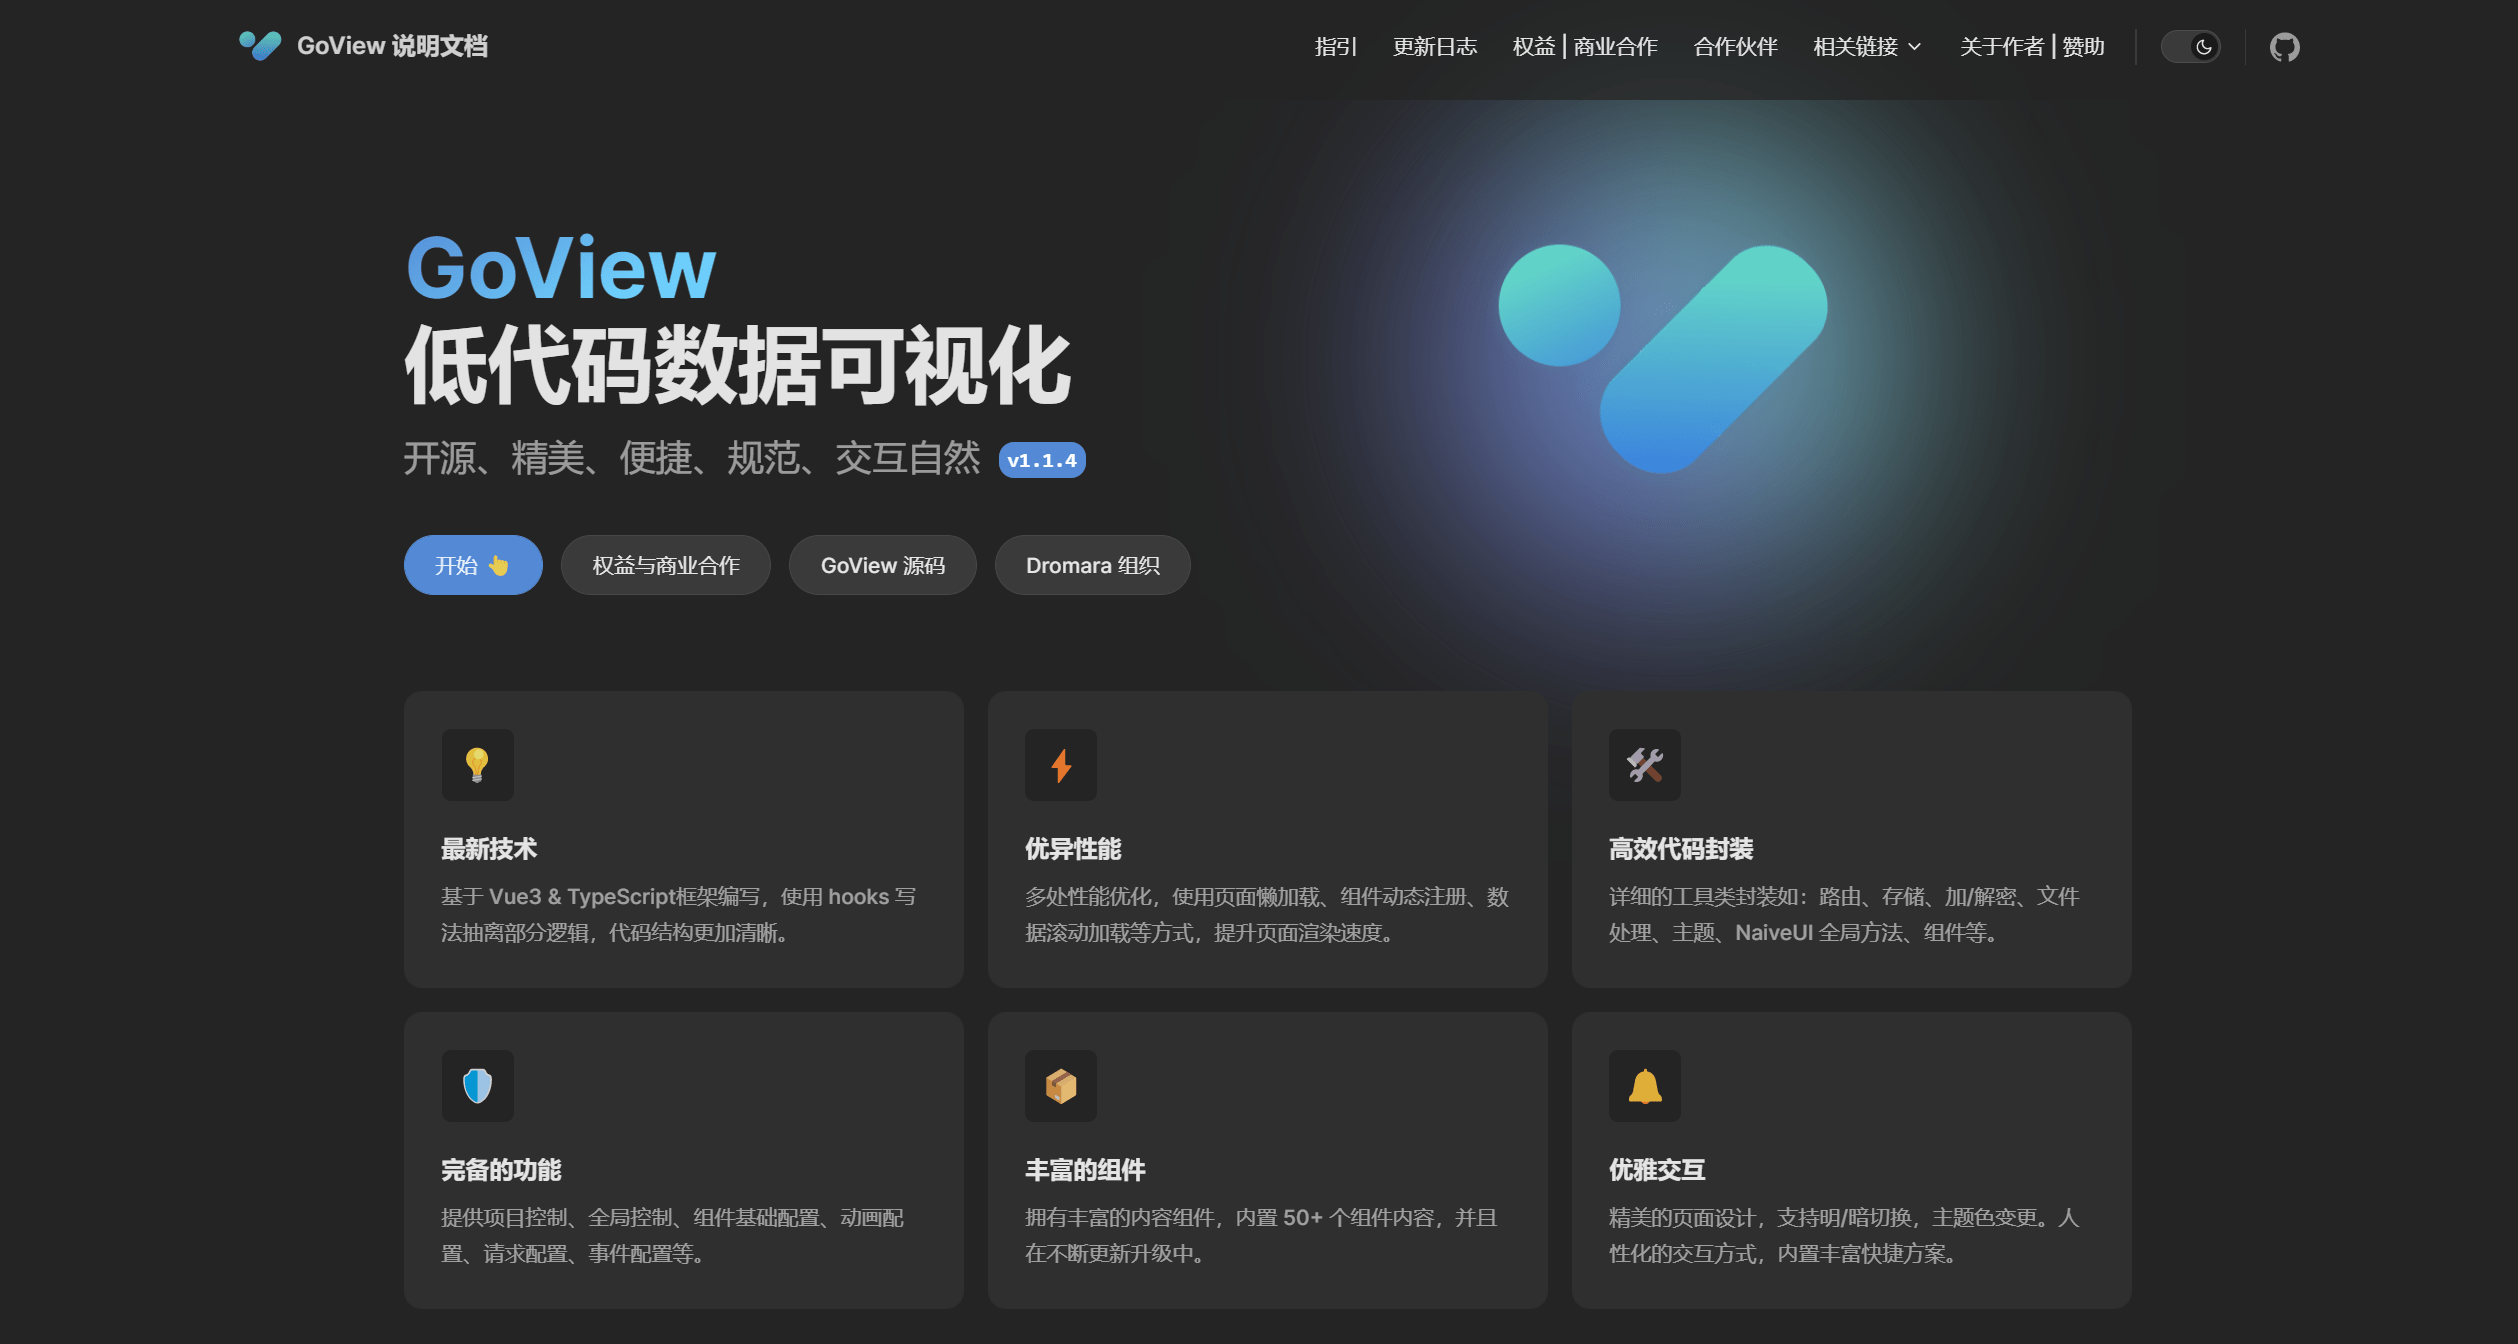 GoView 说明文档
指引 更新日志 权益 | 商业合作 合作伙伴 相关链接 关于作者 | 赞助
GoView
低代码数据可视化
开源、精美、便捷、规范、交互自然 v1.1.4
开始 👆 权益与商业合作 GoView 源码 Dromara 组织
最新技术
基于 Vue3 & TypeScript框架编写，使用 hooks 写
法抽离部分逻辑，代码结构更加清晰。
优异性能
多处性能优化，使用页面懒加载、组件动态注册、数
据滚动加载等方式，提升页面渲染速度。
高效代码封装
详细的工具类封装如：路由、存储、加/解密、文件
处理、主题、NaiveUI 全局方法、组件等。
完备的功能
提供项目控制、全局控制、组件基础配置、动画配
置、请求配置、事件配置等。
丰富的组件
拥有丰富的内容组件，内置 50+ 个组件内容，并且
在不断更新升级中。
优雅交互
精美的页面设计，支持明/暗切换，主题色变更。人
性化的交互方式，内置丰富快捷方案。